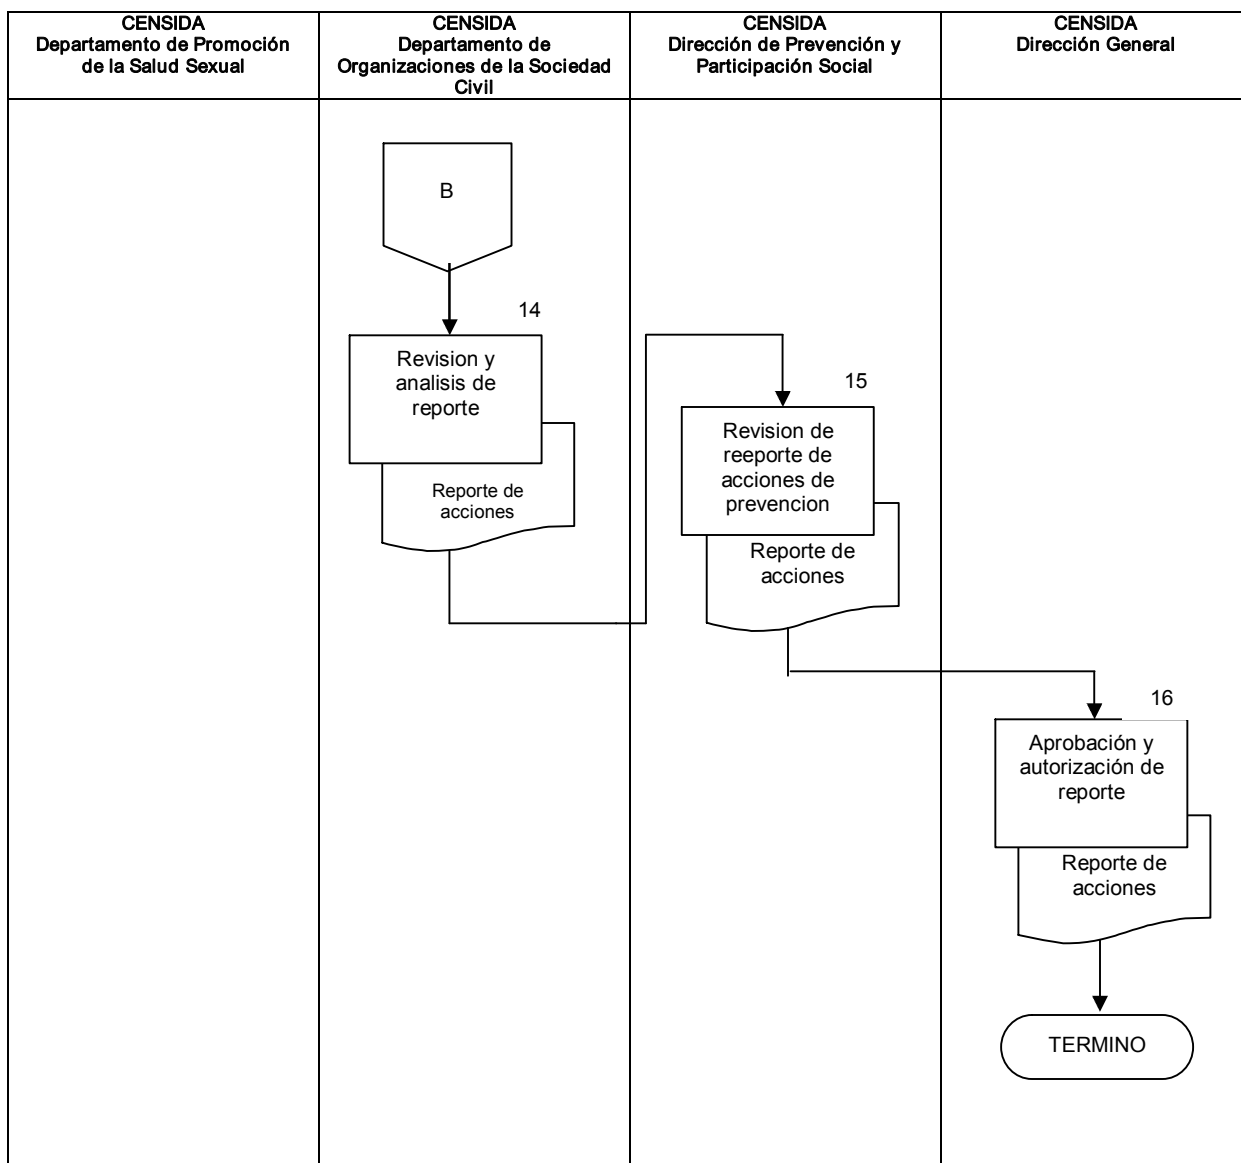 CENSIDA
Departamento de Promoción
de la Salud Sexual
CENSIDA
Departamento de
Organizaciones de la Sociedad
Civil
CENSIDA
Dirección de Prevención y
Participación Social
CENSIDA
Dirección General
B
14
Revision y
analisis de
reporte
Reporte de
acciones
15
Revision de
reeporte de
acciones de
prevencion
Reporte de
acciones
16
Aprobación y
autorización de
reporte
Reporte de
acciones
TERMINO